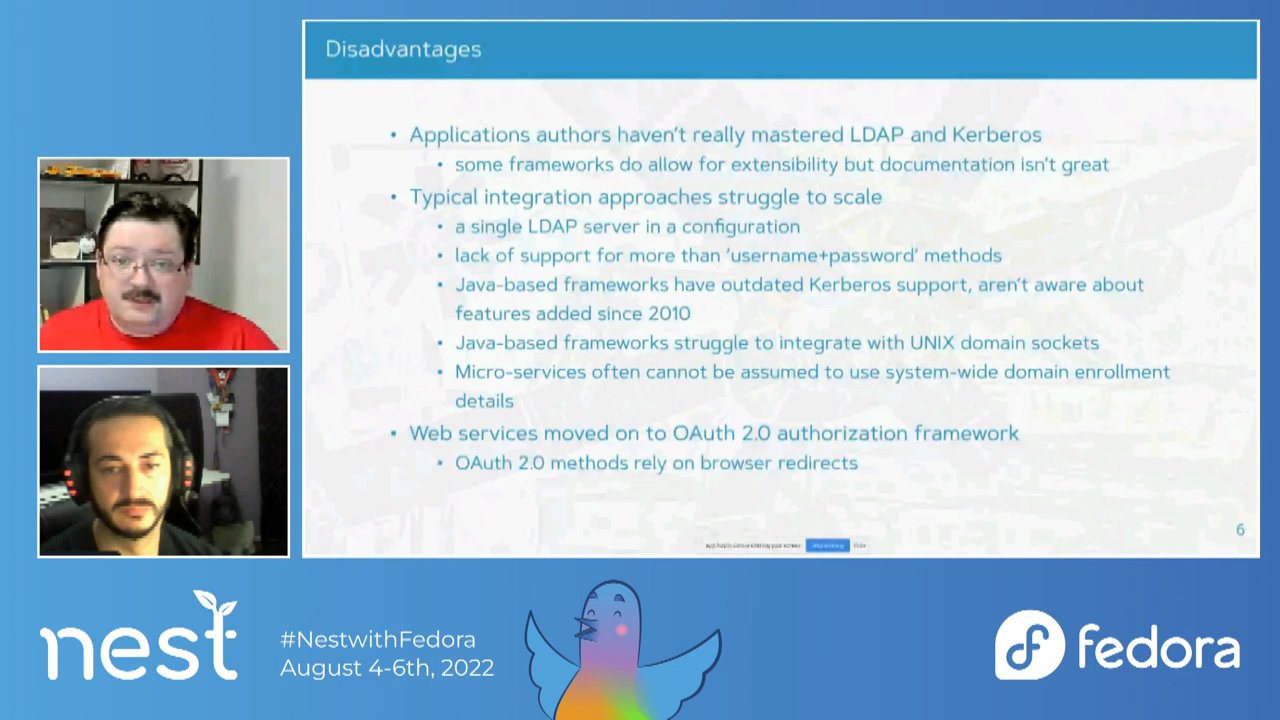 Disadvantages
• Applications authors haven't really mastered LDAP and Kerberos
• some frameworks do allow for extensibility but documentation isn't great
• Typical integration approaches struggle to scale
• a single LDAP server in a configuration
• lack of support for more than 'username+password' methods
• Java-based frameworks have outdated Kerberos support, aren't aware about
features added since 2010
• Java-based frameworks struggle to integrate with UNIX domain sockets
• Micro-services often cannot be assumed to use system-wide domain enrollment
details
• Web services moved on to OAuth 2.0 authorization framework
• OAuth 2.0 methods rely on browser redirects
6
nest
#NestwithFedora
August 4-6th, 2022
fedora